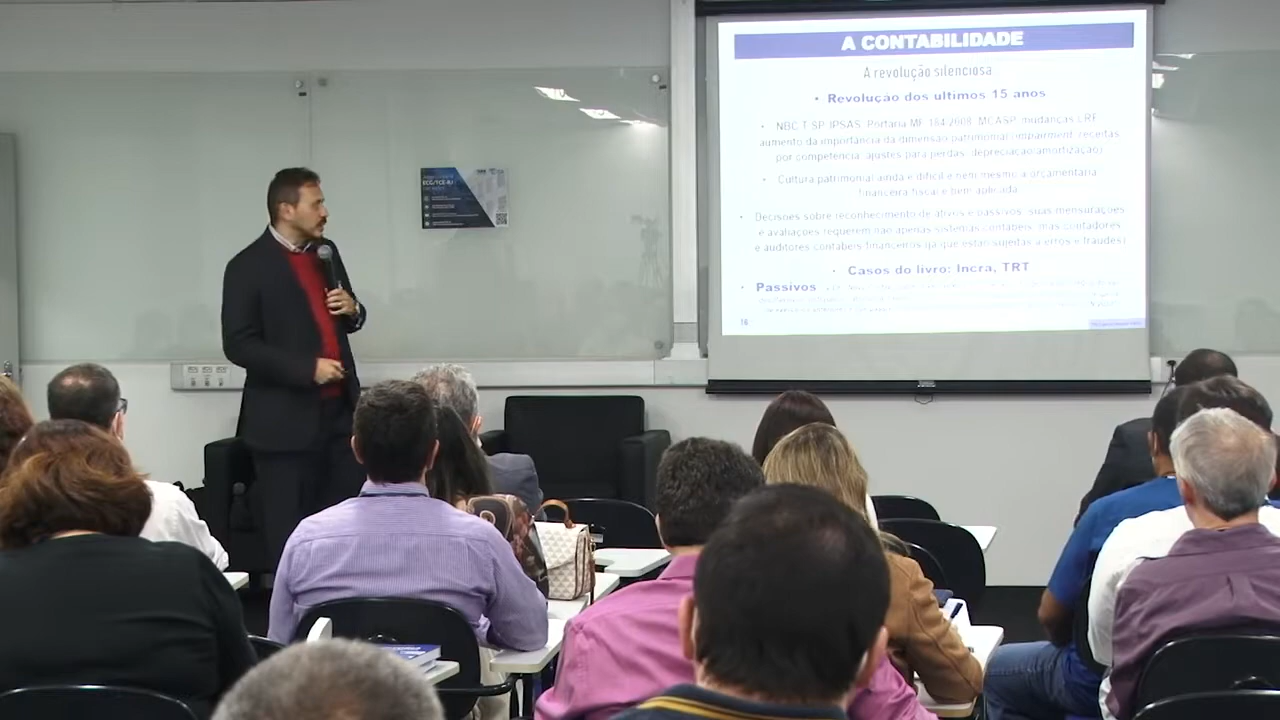 A CONTABILIDADE
A revolução silenciosa
• Revolução dos ultimos 15 anos
• NBC T SP IPSAS, Portaria MF 184/2008, MCASP, mudanças LRF,
aumento da importância da dimensão patrimonial (impairment, receitas
por competência, ajustes para perdas, depreciação/amortização)
• Cultura patrimonial ainda é difícil e nem mesmo a orçamentária
financeira fiscal é bem aplicada
• Decisões sobre reconhecimento de ativos e passivos, suas mensurações
e avaliações requerem não apenas sistemas contábeis, mas contadores
e auditores contábeis financeiros (já que estão sujeitas a erros e fraudes)
• Casos do livro: Incra, TRT
• Passivos
16
ECG/TCE-RJ